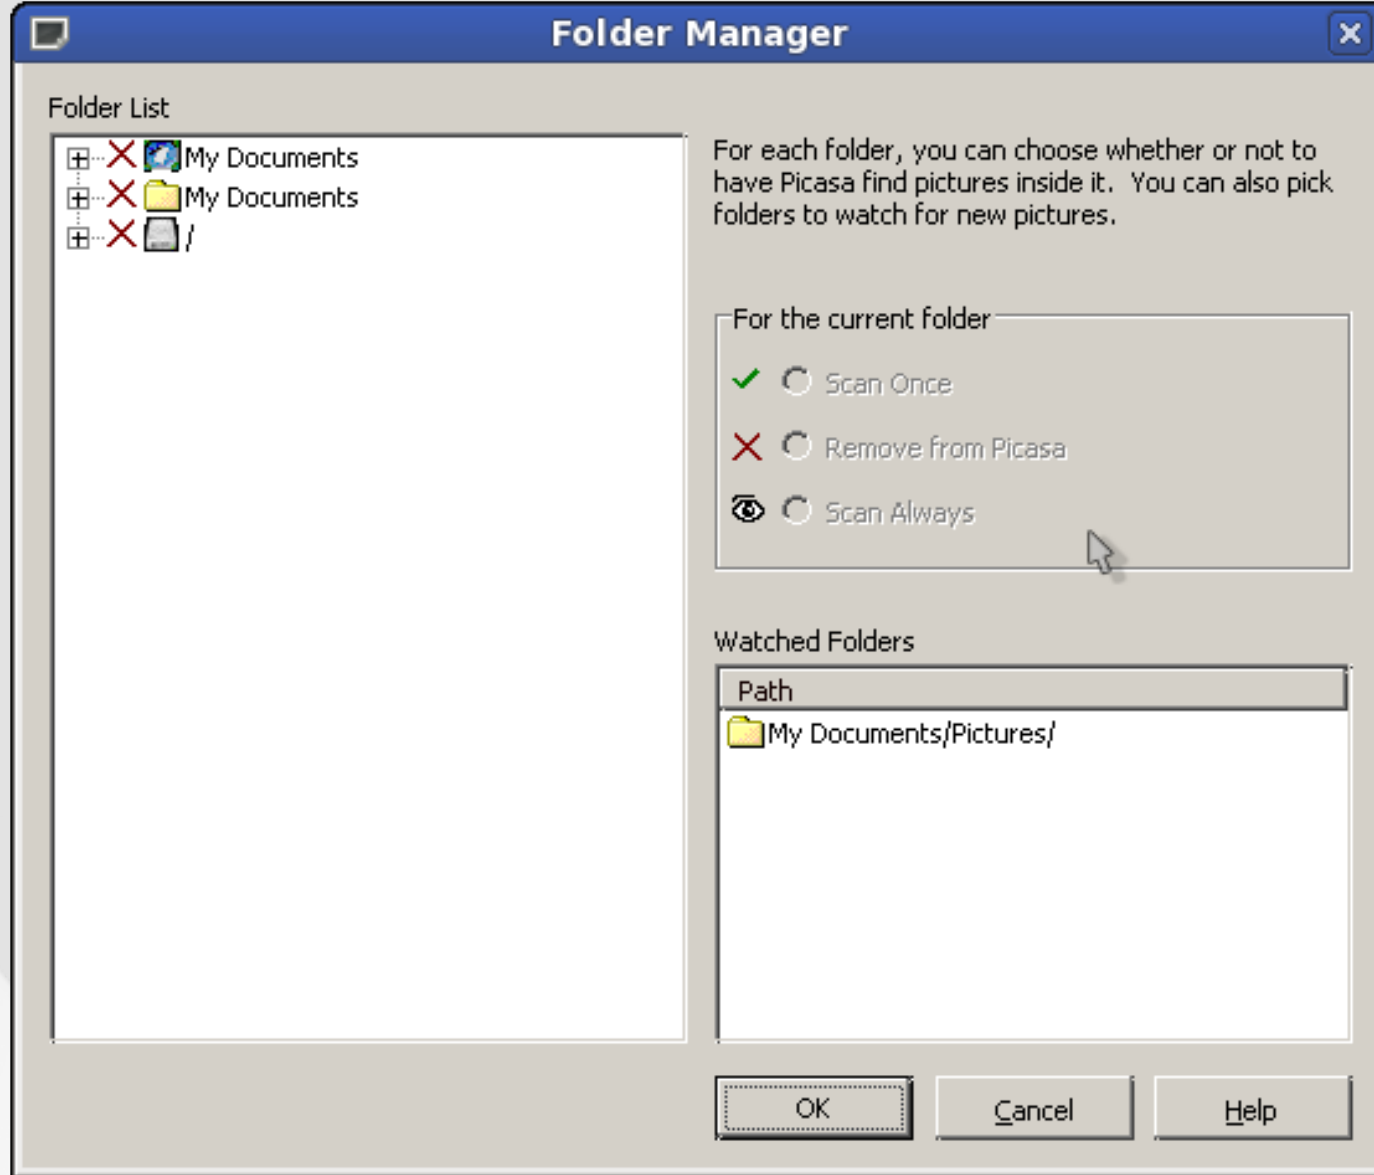 Folder Manager
Folder List
My Documents
My Documents
/
For each folder, you can choose whether or not to
have Picasa find pictures inside it.  You can also pick
folders to watch for new pictures.
For the current folder
Scan Once
Remove from Picasa
Scan Always
Watched Folders
Path
My Documents/Pictures/
OK
Cancel
Help